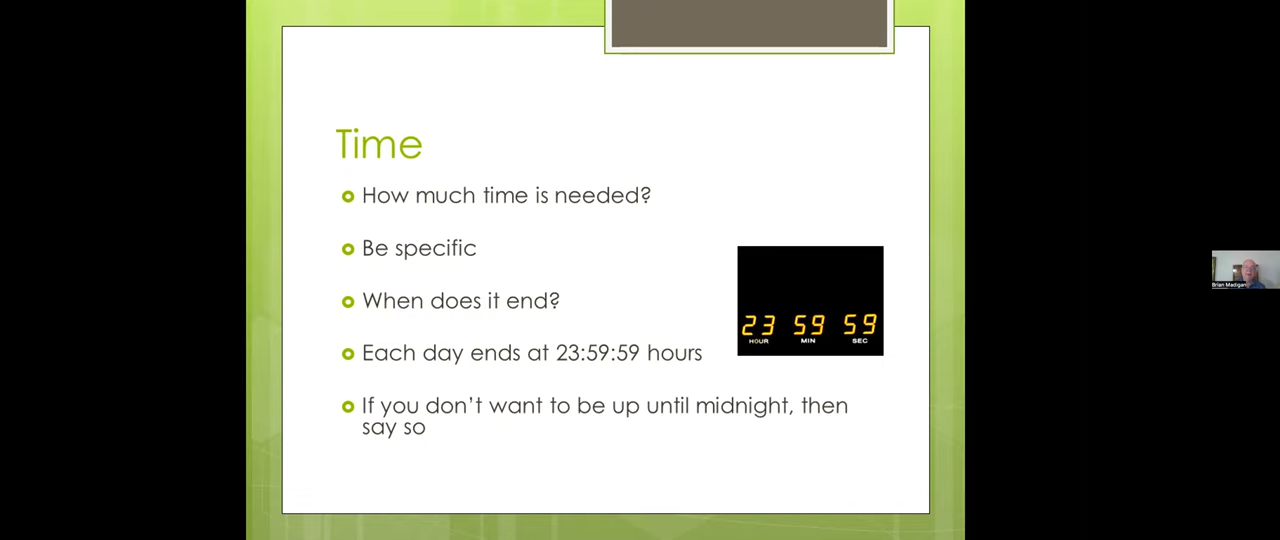 Time
How much time is needed?
Be specific
When does it end?
Each day ends at 23:59:59 hours
If you don't want to be up until midnight, then
say so
23 59 59
HOUR MIN SEC
Brian Madigan